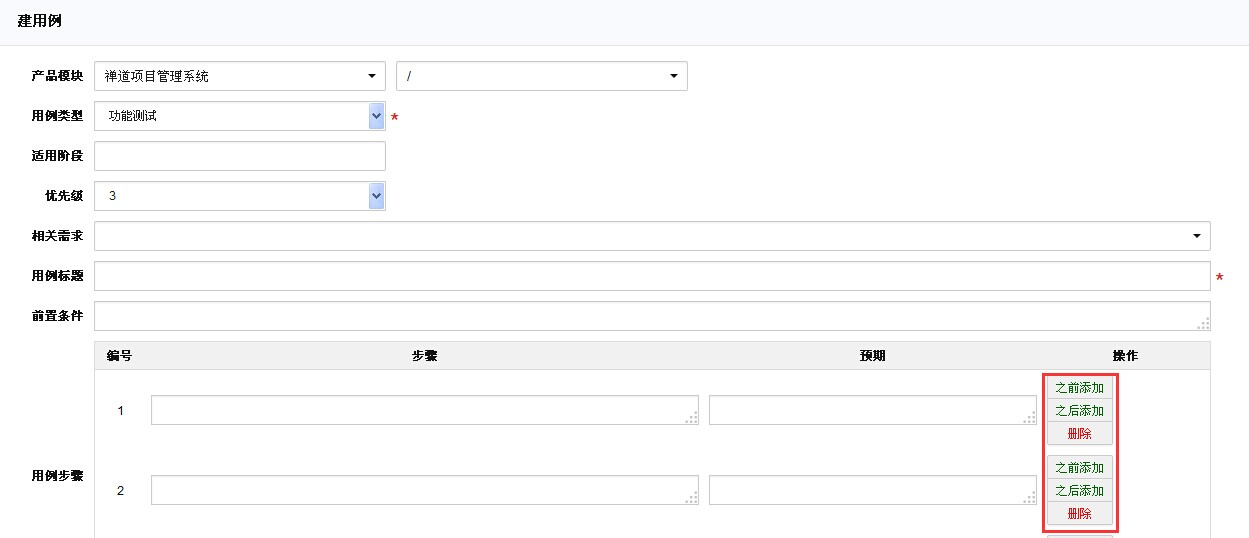 建用例
产品模块 禅道项目管理系统 /
用例类型 功能测试 *
适用阶段
优先级 3
相关需求
用例标题 *
前置条件
编号 步骤 预期 操作
之前添加
1 之后添加
删除
用例步骤
之前添加
2 之后添加
删除